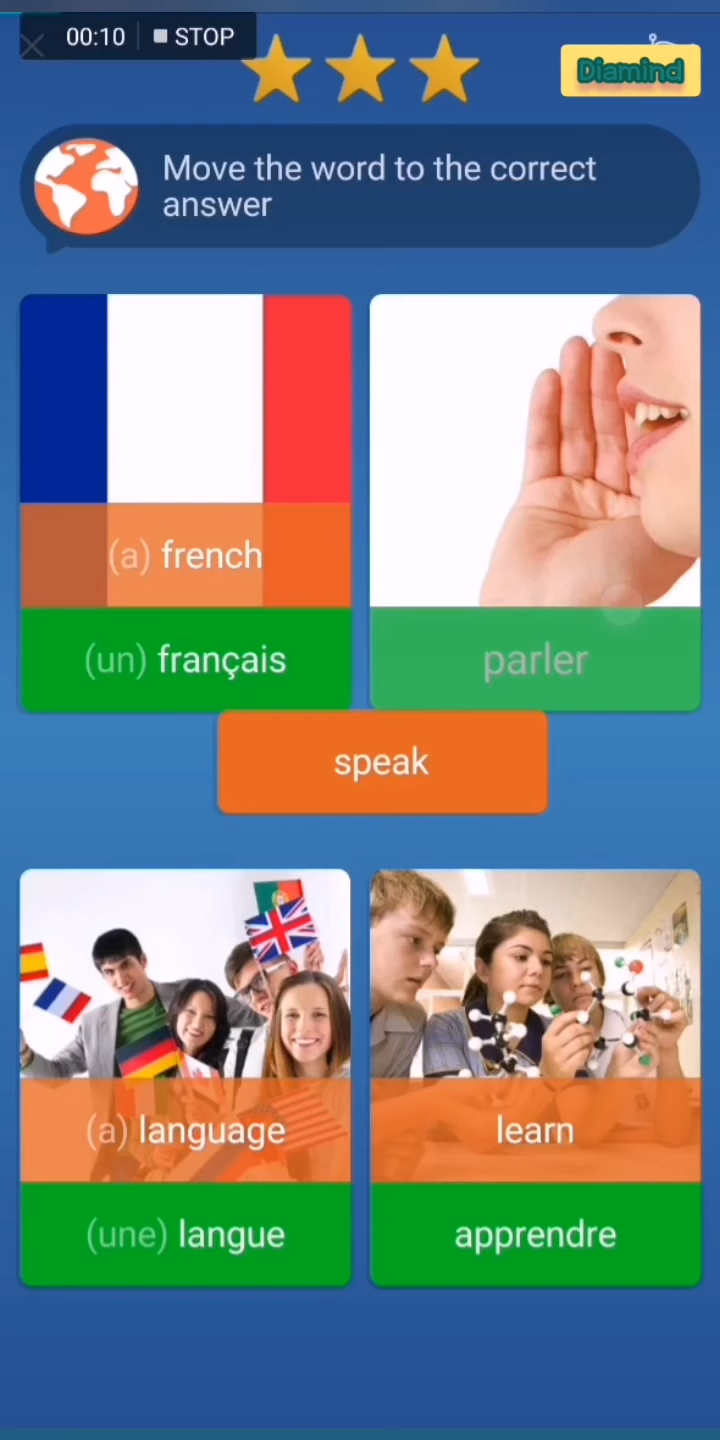 00:10 STOP
Diamind
Move the word to the correct
answer
(a) french
(un) français
parler
speak
(a) language
(une) langue
learn
apprendre